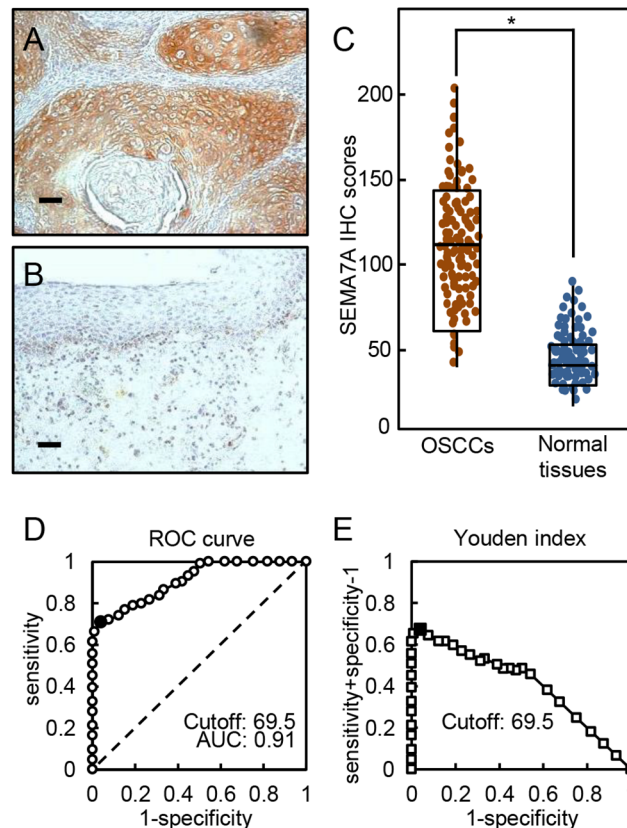 A
B
C
*
SEMA7A IHC scores
200
150
100
50
0
OSCCs
Normal
tissues
D
ROC curve
sensitivity
1
0.8
0.6
0.4
0.2
0
Cutoff: 69.5
AUC: 0.91
0 0.2 0.4 0.6 0.8 1
1-specificity
E
Youden index
sensitivity+specificity-1
1
0.8
0.6
0.4
0.2
0
Cutoff: 69.5
0 0.2 0.4 0.6 0.8
1-specificity